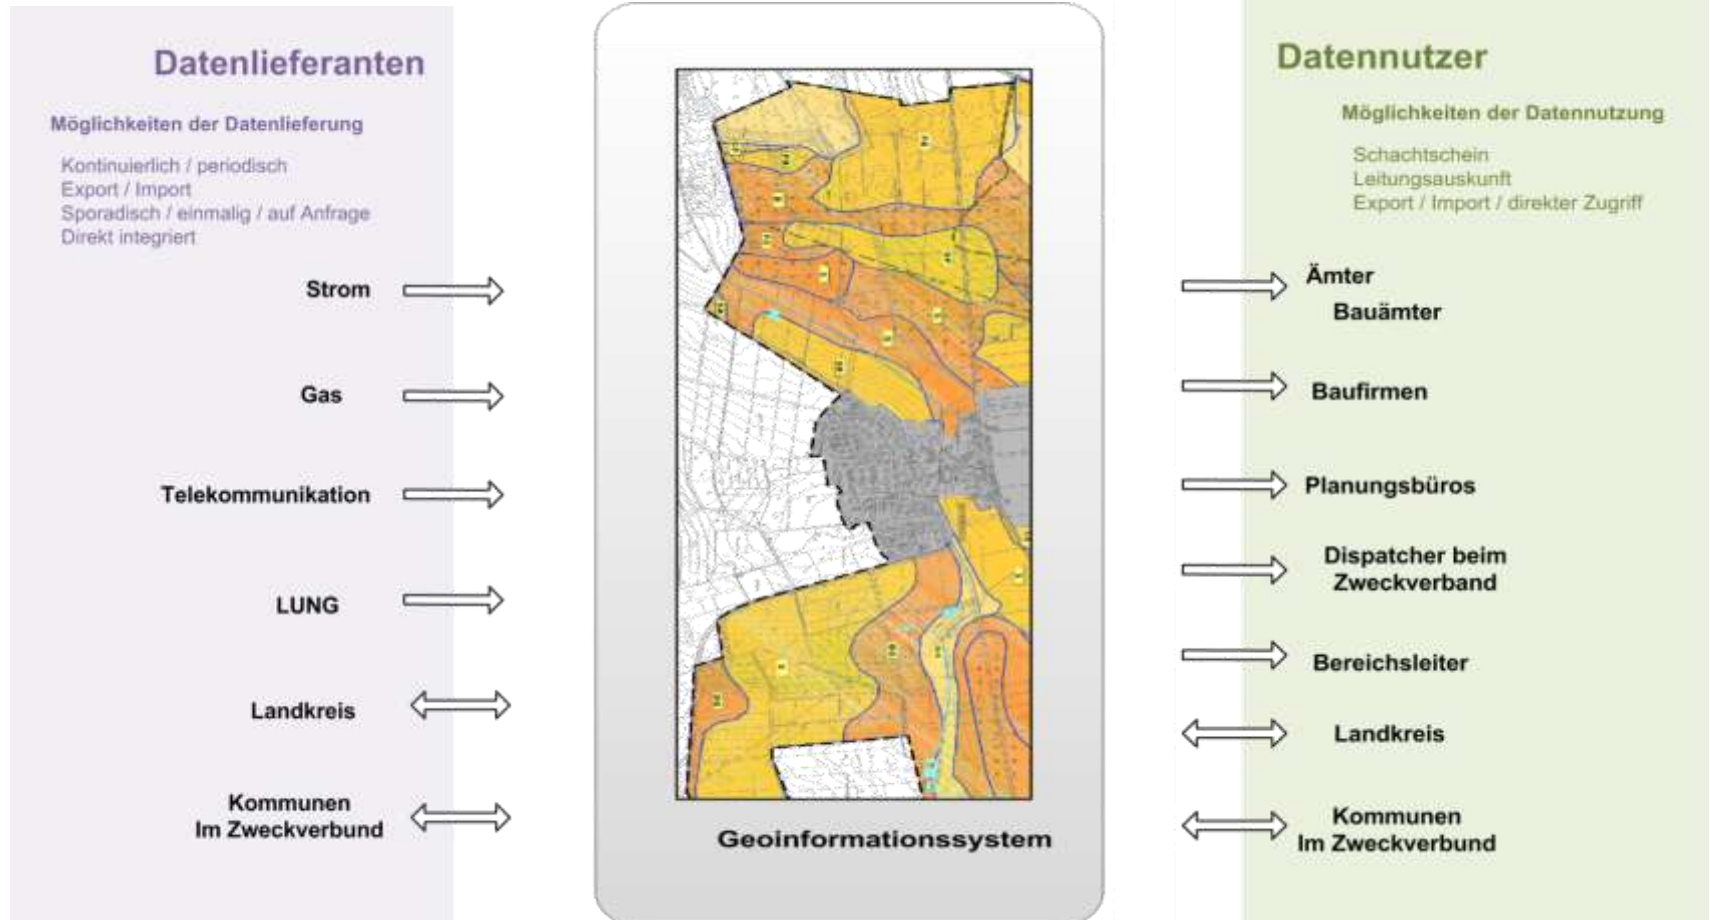 Datenlieferanten
Möglichkeiten der Datenlieferung
Kontinuierlich / periodisch
Export / Import
Sporadisch / einmalig / auf Anfrage
Direkt integriert
Strom
Gas
Telekommunikation
LUNG
Landkreis
Kommunen
Im Zweckverbund
Geoinformationssystem
Datennutzer
Möglichkeiten der Datennutzung
Schachtschein
Leitungsauskunft
Export / Import / direkter Zugriff
Ämter
Bauämter
Baufirmen
Planungsbüros
Dispatcher beim
Zweckverband
Bereichsleiter
Landkreis
Kommunen
Im Zweckverbund